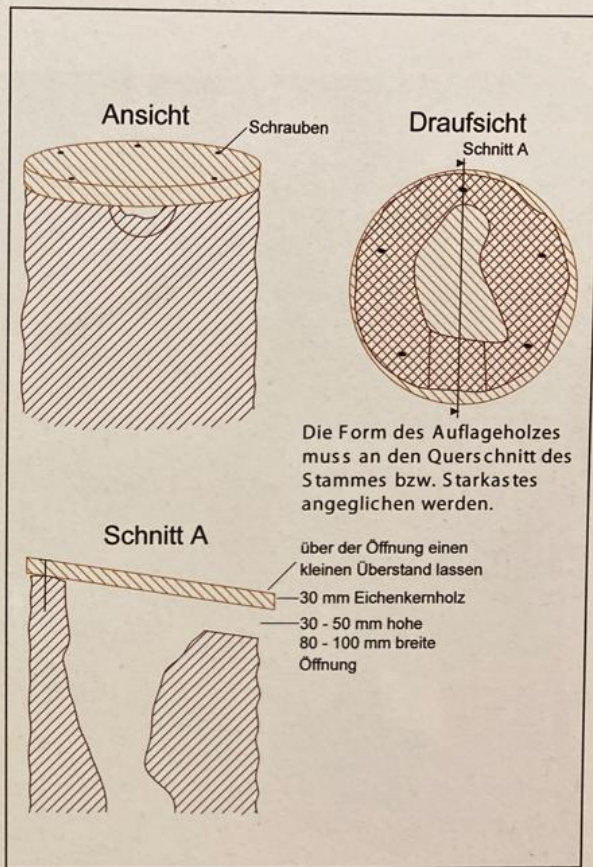 Ansicht
Schrauben
Draufsicht
Schnitt A
Die Form des Auflageholzes
muss an den Querschnitt des
Stammes bzw. Starkastes
angeglichen werden.
Schnitt A
über der Öffnung einen
kleinen Überstand lassen
30 mm Eichenkernholz
30 - 50 mm hohe
80 - 100 mm breite
Öffnung